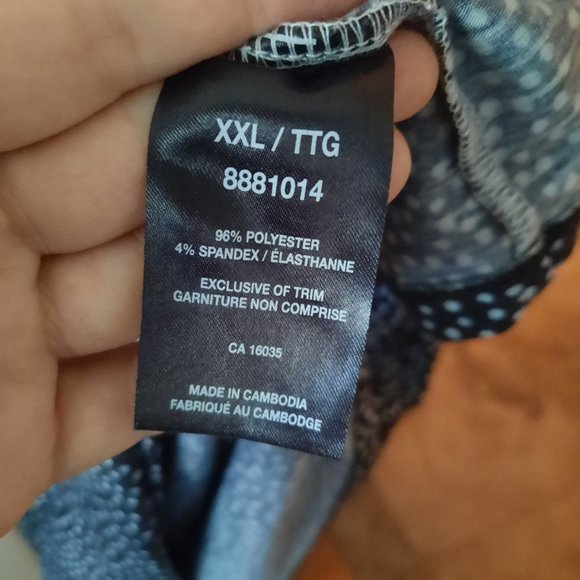 XXL / TTG
8881014
96% POLYESTER
4% SPANDEX / ÉLASTHANNE
EXCLUSIVE OF TRIM
GARNITURE NON COMPRISE
CA 16035
MADE IN CAMBODIA
FABRIQUÉ AU CAMBODGE